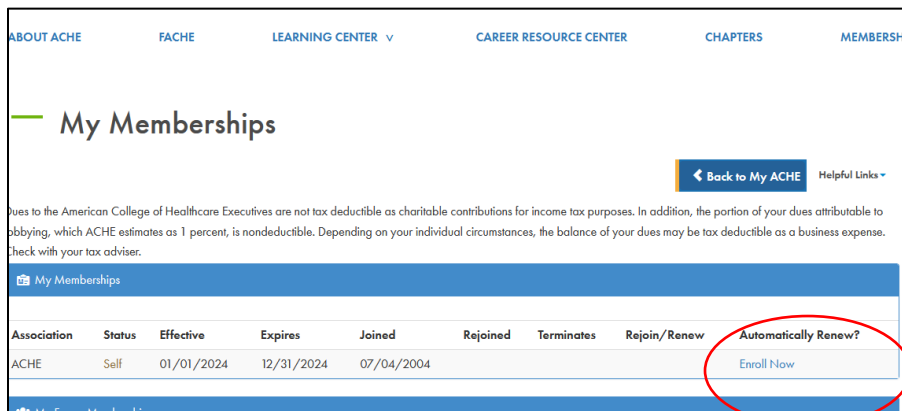 ABOUT ACHE FACHE LEARNING CENTER ∨ CAREER RESOURCE CENTER CHAPTERS MEMBERSH
My Memberships
Back to My ACHE Helpful Links
Dues to the American College of Healthcare Executives are not tax deductible as charitable contributions for income tax purposes. In addition, the portion of your dues attributable to
lobbying, which ACHE estimates as 1 percent, is nondeductible. Depending on your individual circumstances, the balance of your dues may be tax deductible as a business expense.
Check with your tax adviser.
My Memberships
Association Status Effective Expires Joined Rejoined Terminates Rejoin/Renew Automatically Renew?
ACHE Self 01/01/2024 12/31/2024 07/04/2004 Enroll Now